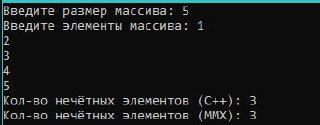 Введите размер массива: 5
Введите элементы массива: 1
2
3
4
5
Кол-во нечётных элементов (C++): 3
Кол-во нечётных элементов (MMX): 3